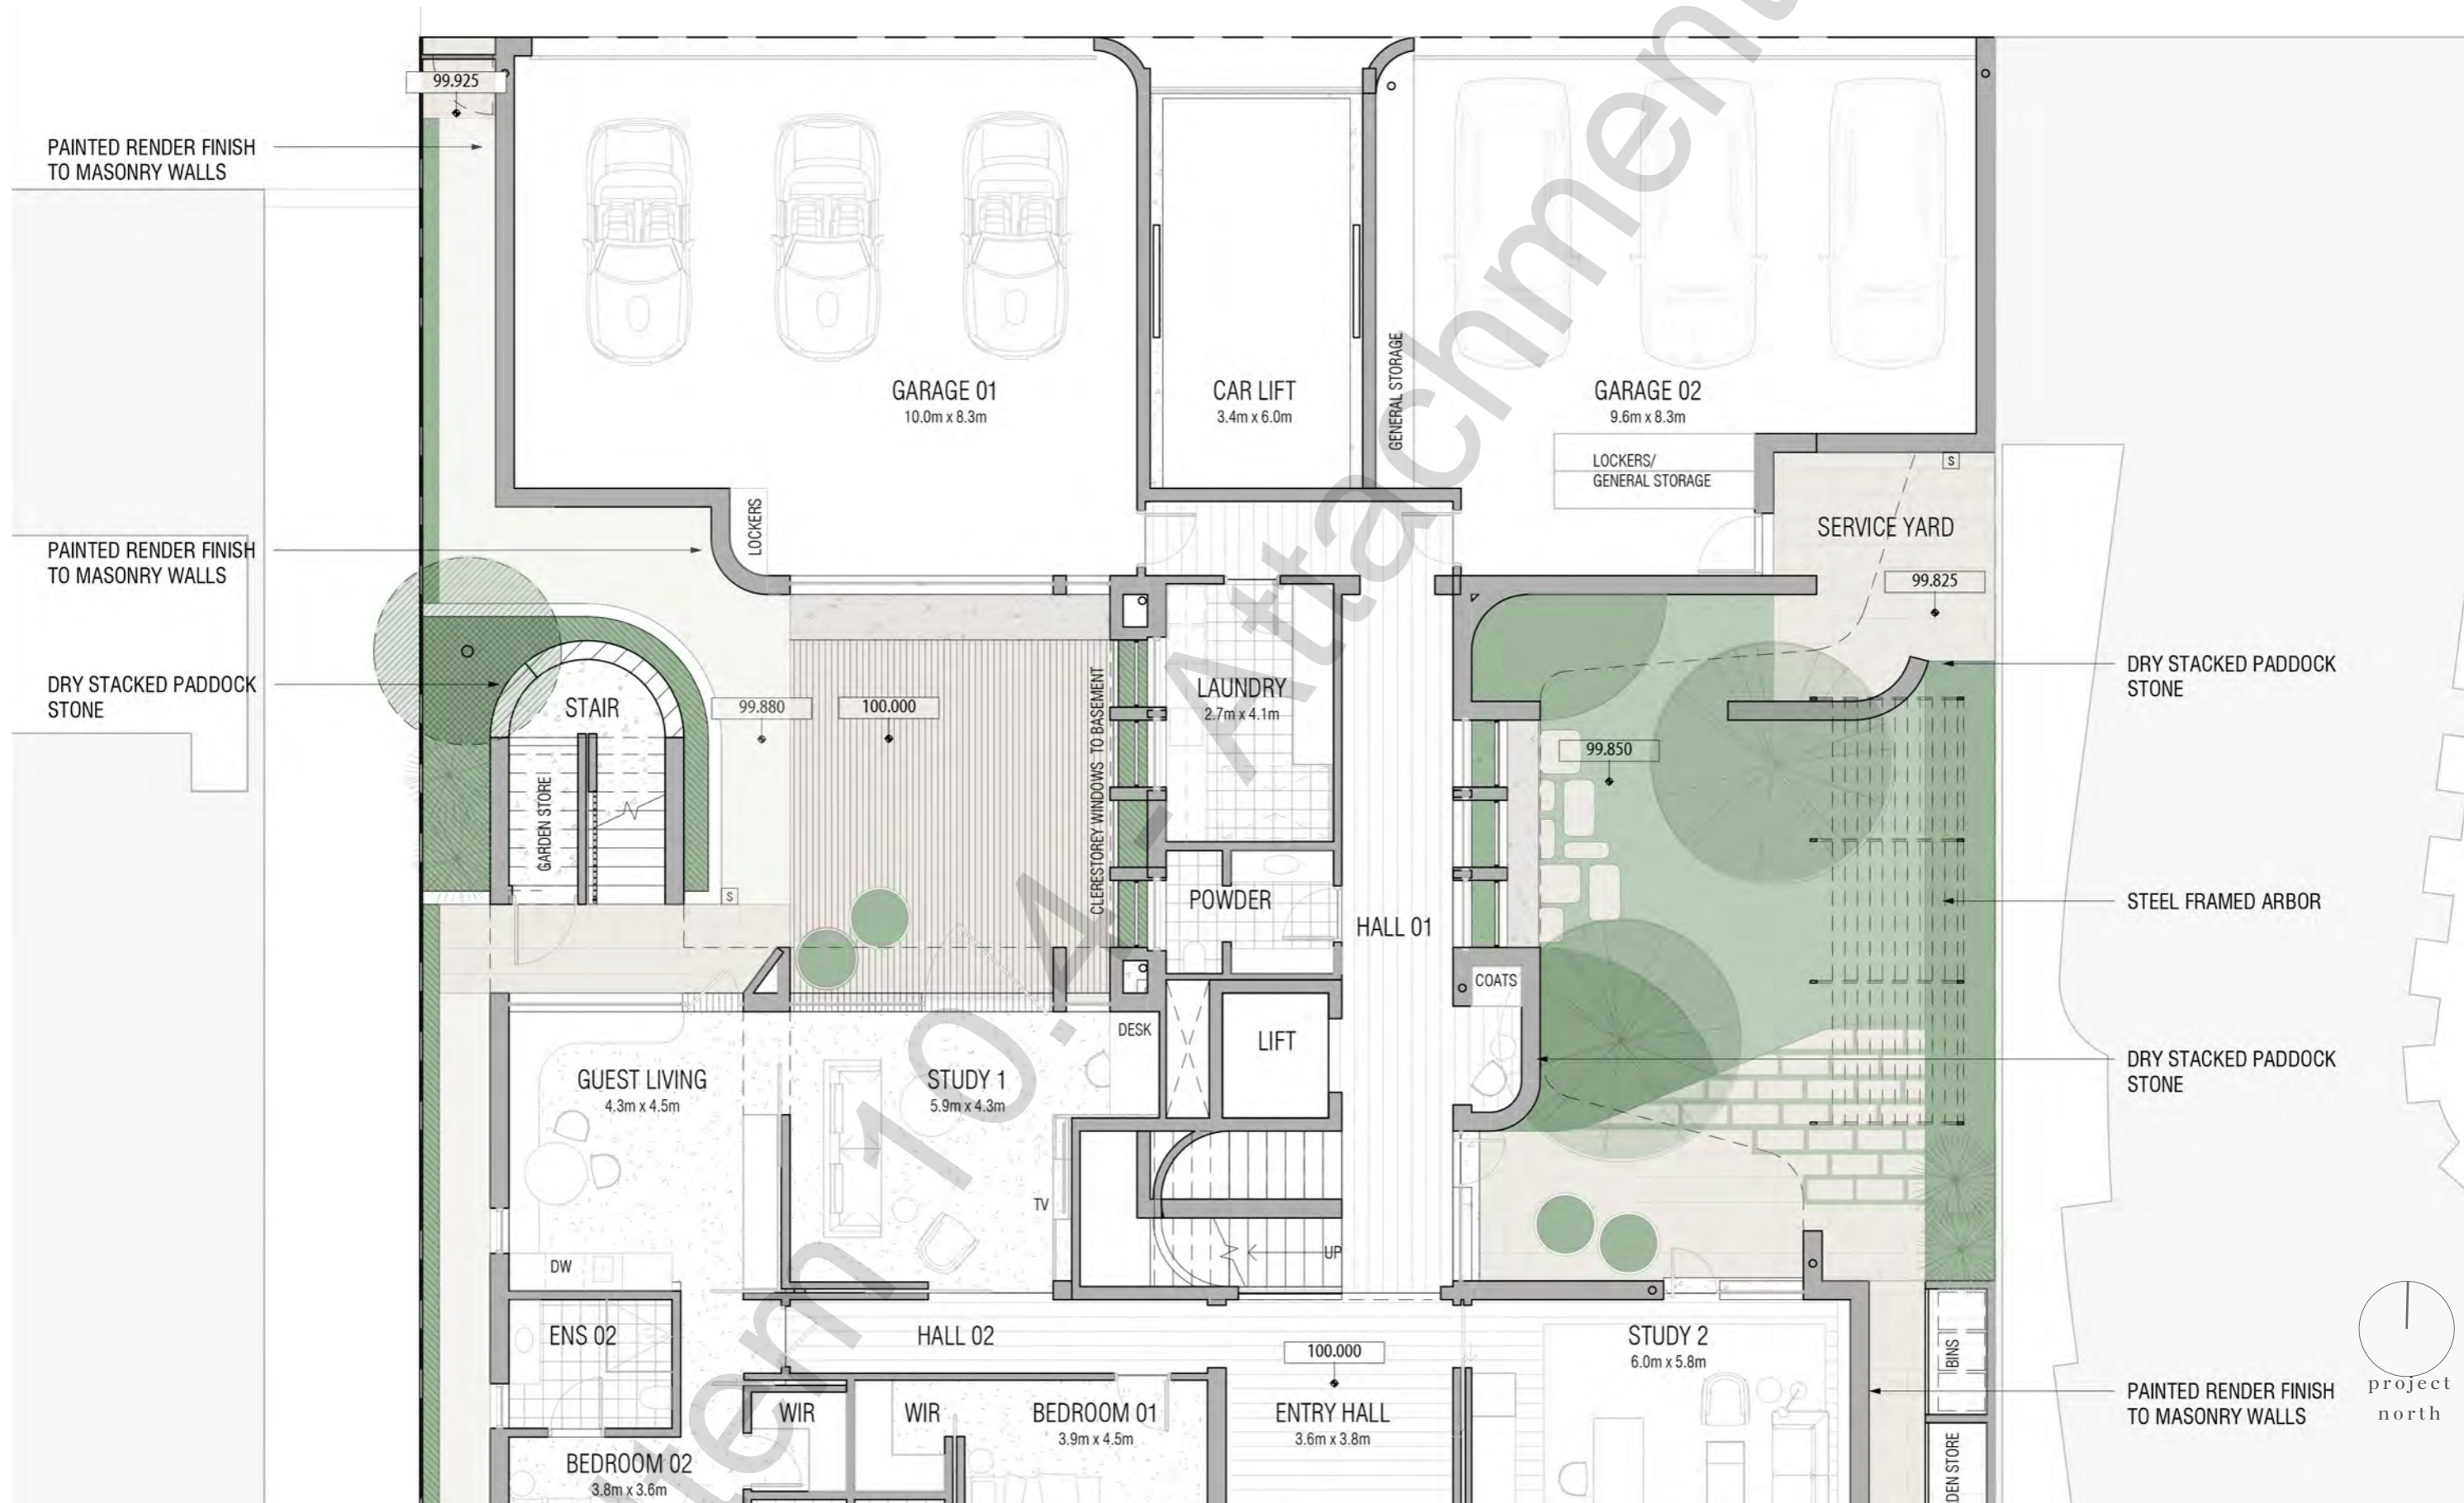 99.925
PAINTED RENDER FINISH
TO MASONRY WALLS
GARAGE 01
10.0m x 8.3m
CAR LIFT
3.4m x 6.0m
GENERAL STORAGE
GARAGE 02
9.6m x 8.3m
LOCKERS/
GENERAL STORAGE
S
LOCKERS
SERVICE YARD
PAINTED RENDER FINISH
TO MASONRY WALLS
99.825
DRY STACKED PADDOCK
STONE
STAIR
99.880
100.000
CLERESTOREY WINDOWS TO BASEMENT
LAUNDRY
2.7m x 4.1m
99.850
DRY STACKED PADDOCK
STONE
GARDEN STORE
S
POWDER
HALL 01
STEEL FRAMED ARBOR
COATS
DESK
LIFT
GUEST LIVING
4.3m x 4.5m
STUDY 1
5.9m x 4.3m
DRY STACKED PADDOCK
STONE
TV
UP
DW
ENS 02
HALL 02
100.000
STUDY 2
6.0m x 5.8m
BINS
project
north
WIR
WIR
BEDROOM 01
3.9m x 4.5m
ENTRY HALL
3.6m x 3.8m
PAINTED RENDER FINISH
TO MASONRY WALLS
BEDROOM 02
3.8m x 3.6m
DEN STORE
tem 10.4 - Attachment